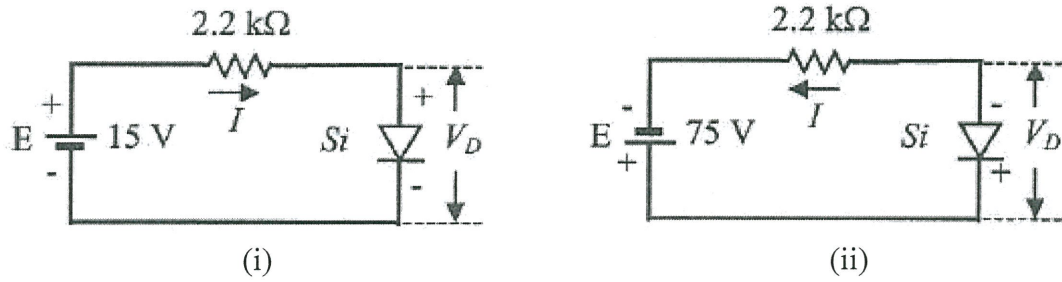 2.2 kΩ
+
I
E
15 V
-
Si
+
-
V_D
(i)
2.2 kΩ
-
I
E
75 V
+
Si
-
+
V_D
(ii)